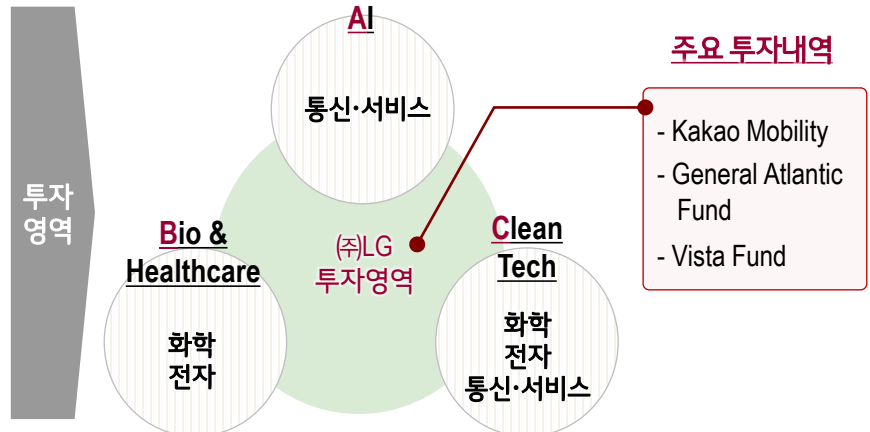 투자
영역
AI
통신·서비스
Bio &
Healthcare
화학
전자
㈜LG
투자영역
Clean
Tech
화학
전자
통신·서비스
주요 투자내역
- Kakao Mobility
- General Atlantic
Fund
- Vista Fund